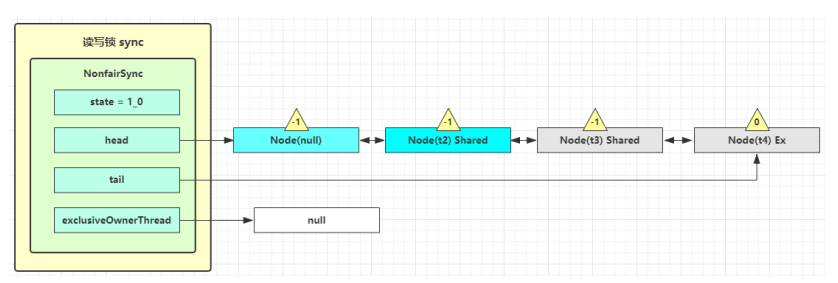 读写锁 sync
NonfairSync
state = 1_0
head
tail
exclusiveOwnerThread
-1
Node(null)
-1
Node(t2) Shared
-1
Node(t3) Shared
0
Node(t4) Ex
null